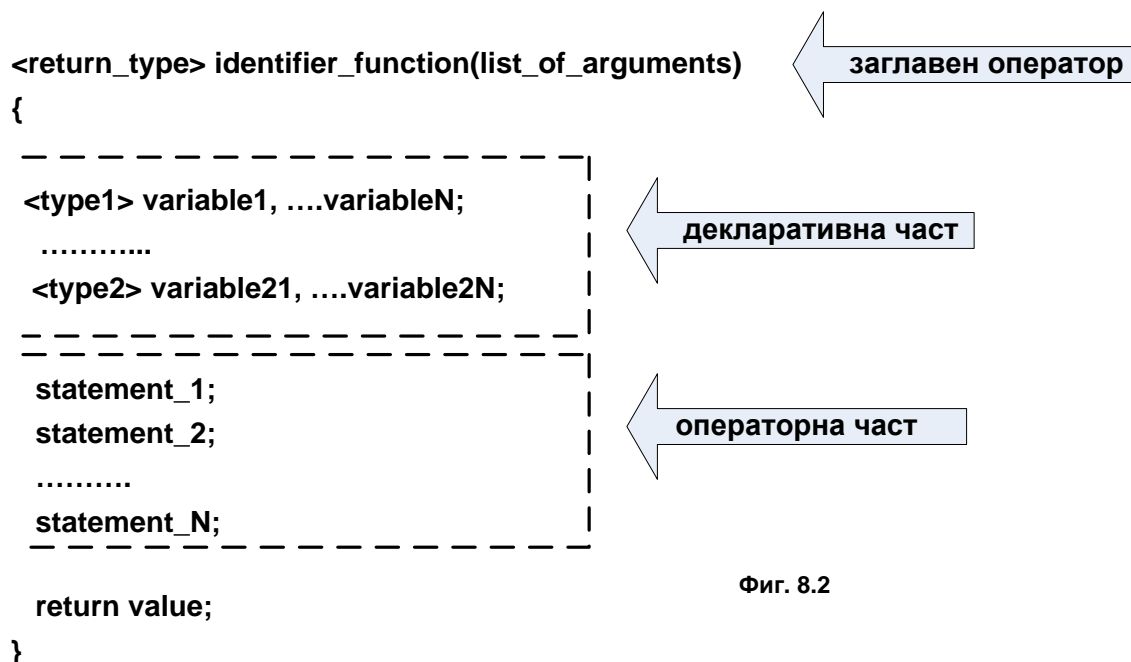 <return_type> identifier_function(list_of_arguments) заглавен оператор
{
<type1> variable1, ….variableN;
………... декларативна част
<type2> variable21, ….variable2N;
statement_1;
statement_2; операторна част
……….
statement_N;
Фиг. 8.2
return value;
}